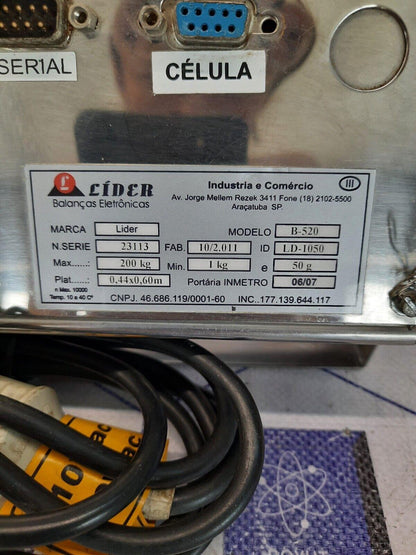 SERIAL
CÉLULA
LÍDER
Balanças Eletrônicas
Industria e Comércio
III
Av. Jorge Mellem Rezek 3411 Fone (18) 2102-5500
Araçatuba SP.
MARCA Lider MODELO B-520
N.SERIE 23113 FAB. 10/2.011 ID LD-1050
Max.....: 200 kg Min. 1 kg e 50 g
Plat.....: 0,44x0,60m Portária INMETRO 06/07
n Max. 10000
Temp. 10 a 40 Cº CNPJ. 46.686.119/0001-60 INC..177.139.644.117